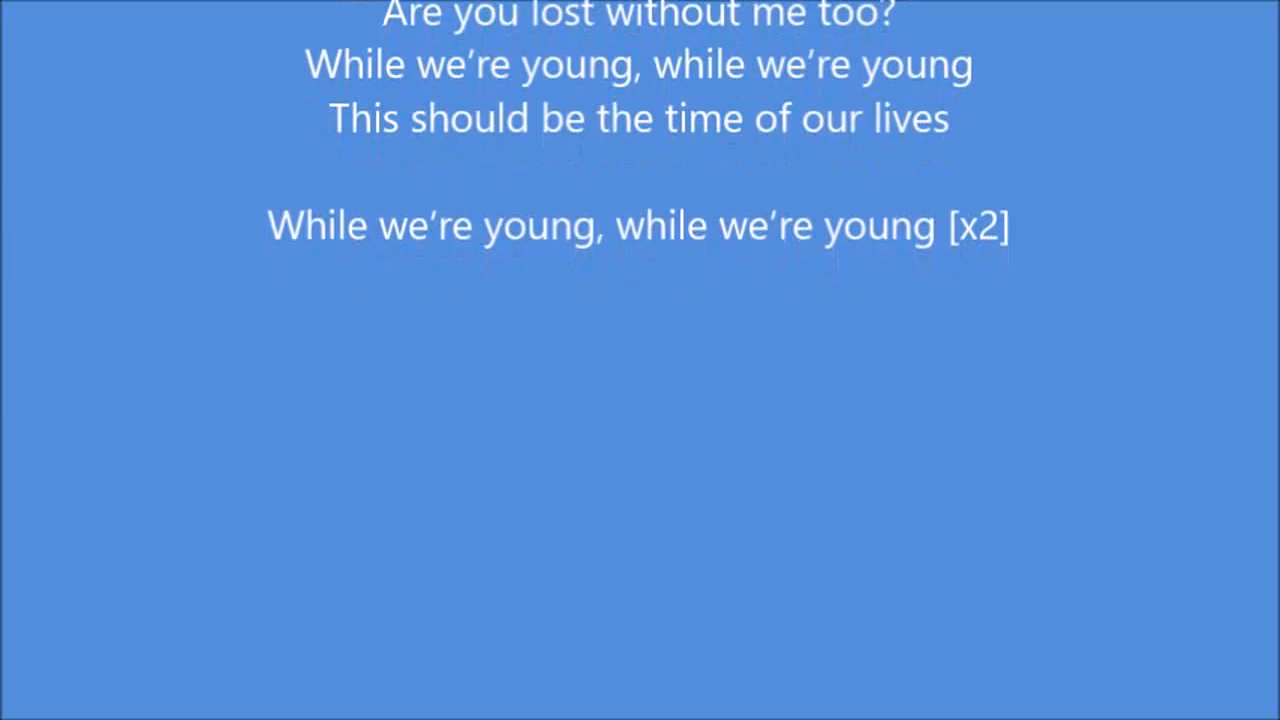 Are you lost without me too?
While we’re young, while we’re young
This should be the time of our lives
While we’re young, while we’re young [x2]